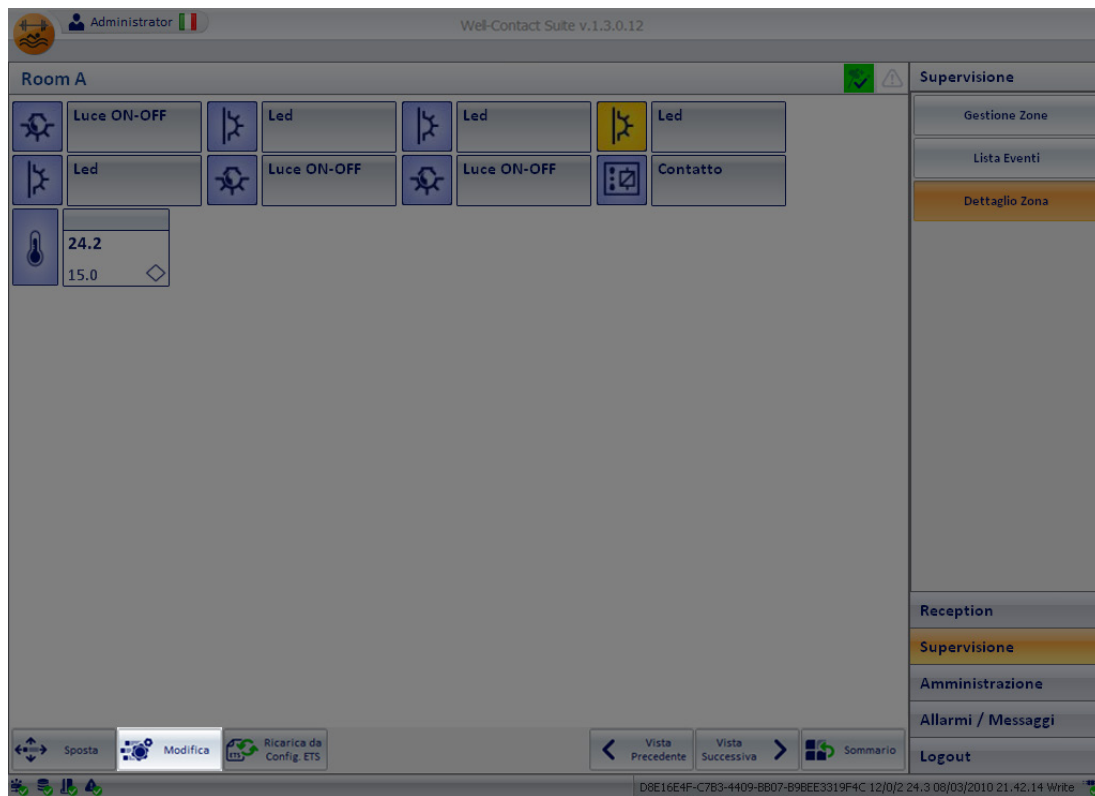 Administrator
Well-Contact Suite v.1.3.0.12
Room A
Supervisione
Luce ON-OFF
Led
Led
Led
Gestione Zone
Led
Luce ON-OFF
Luce ON-OFF
Contatto
Lista Eventi
Dettaglio Zona
24.2
15.0
Reception
Supervisione
Amministrazione
Allarmi / Messaggi
Logout
Sposta
Modifica
ETS
Ricarica da
Config. ETS
Vista
Precedente
Vista
Successiva
Sommario
D8E16E4F-C7B3-4409-BB07-B9BEE3319F4C 12/0/2 24.3 08/03/2010 21.42.14 Write